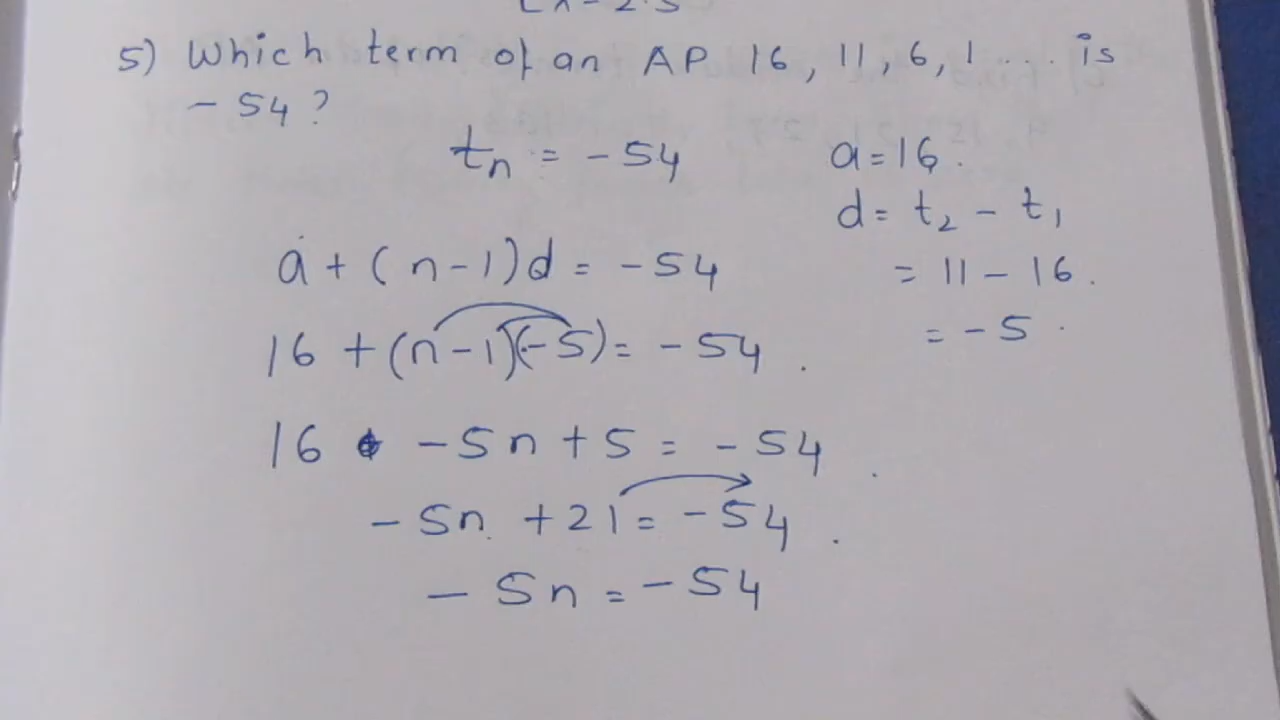 5) Which term of an AP 16, 11, 6, 1 ... is
- 54 ?
tn = - 54
a = 16.
d = t2 - t1
= 11 - 16.
= - 5.
a + (n - 1) d = - 54
16 + (n - 1)(- 5) = - 54.
16 - 5n + 5 = - 54.
- 5n + 21 = - 54.
- 5n = - 54